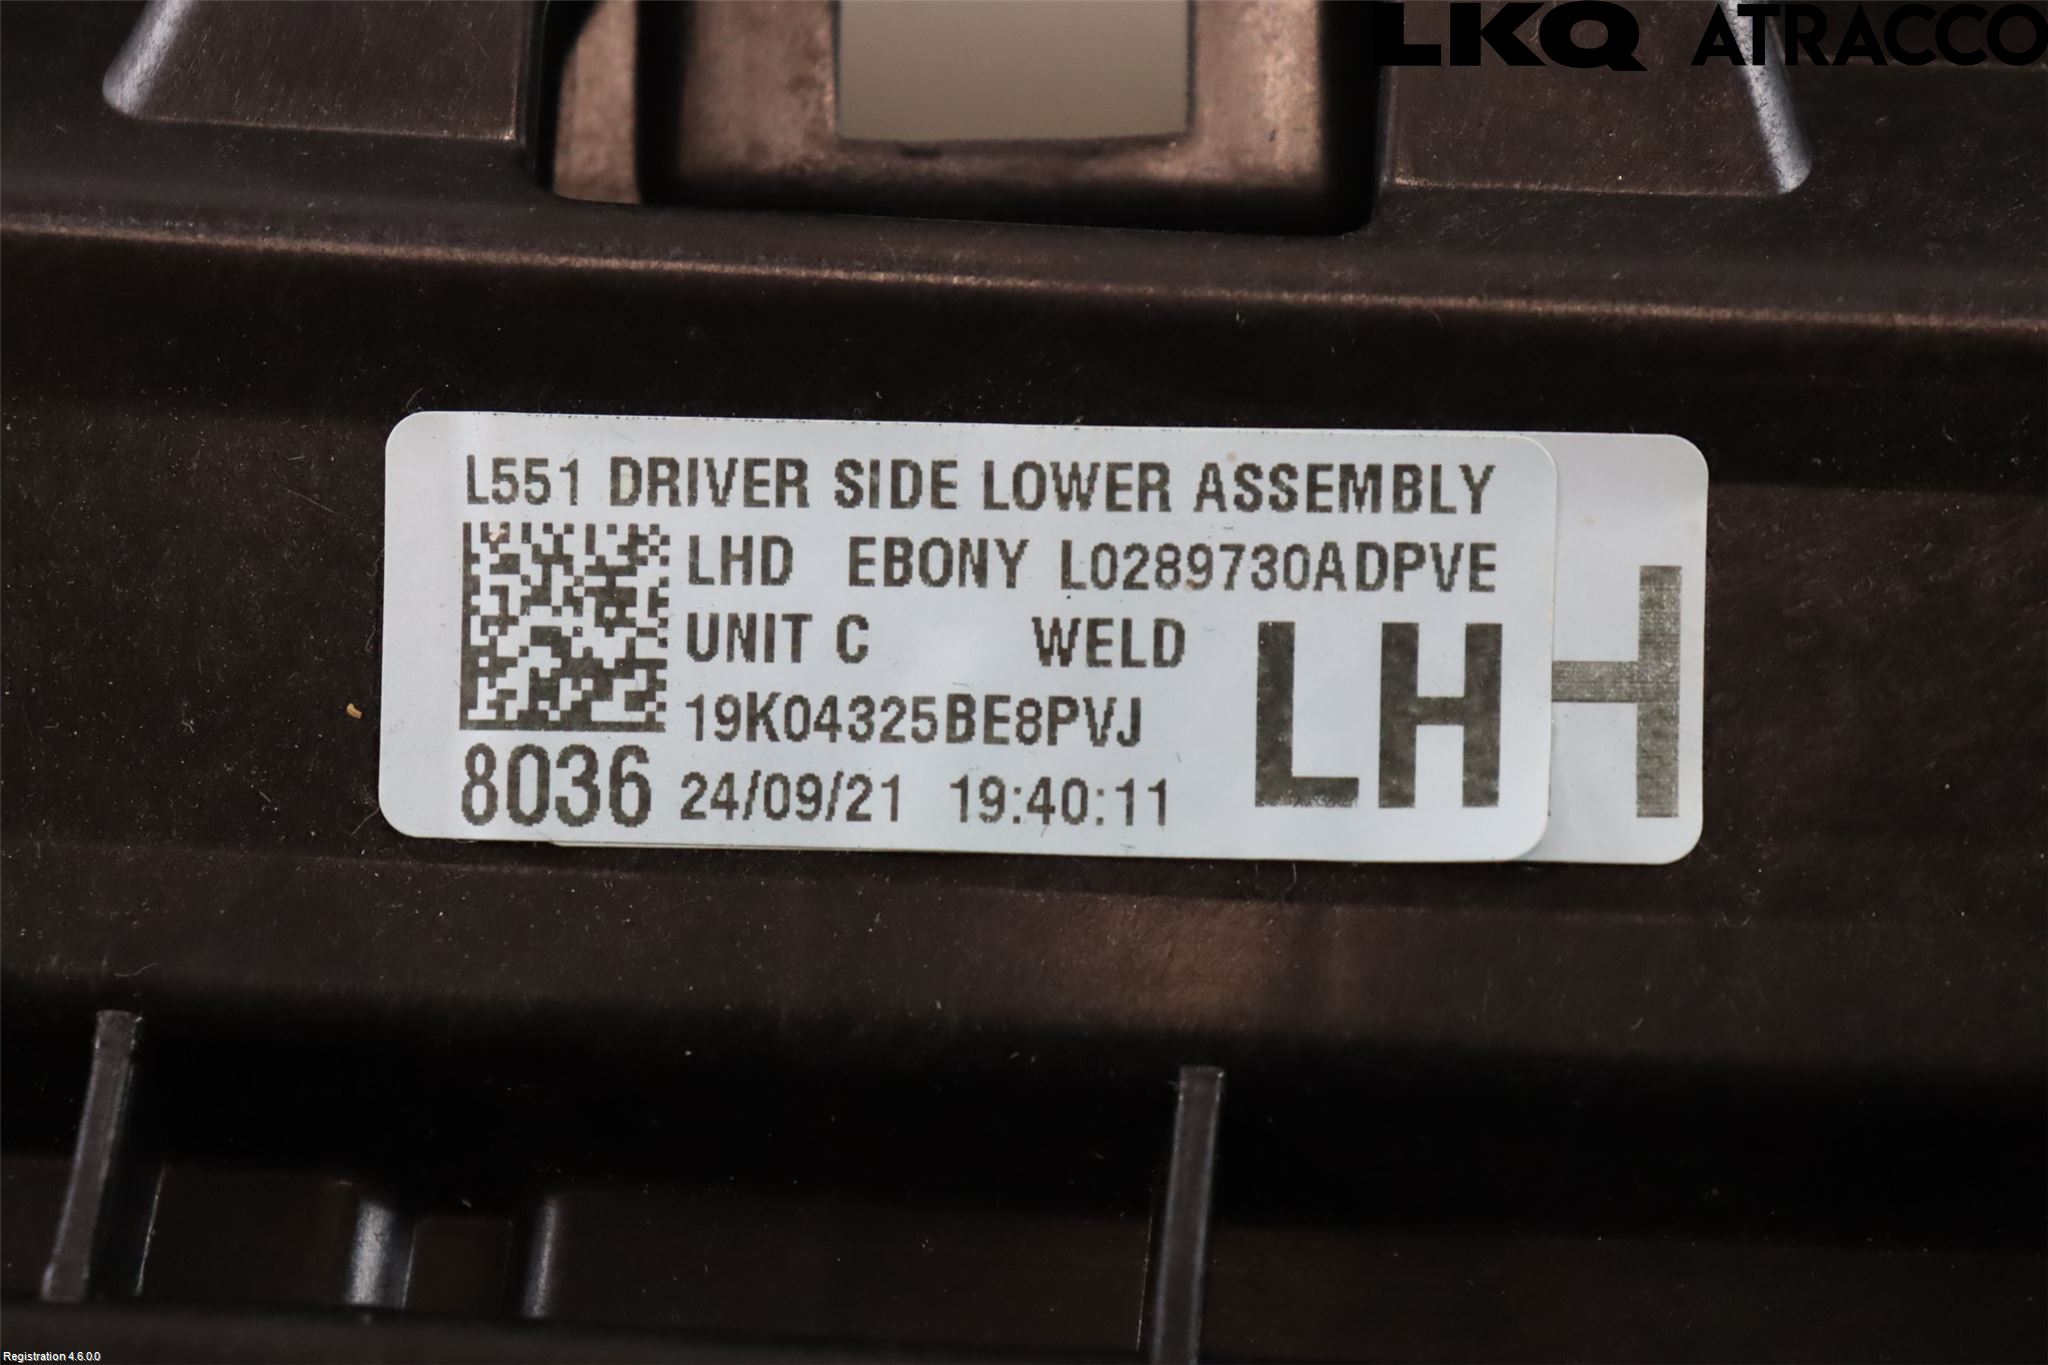 LKQ ATRACCO
L551 DRIVER SIDE LOWER ASSEMBLY
LHD EBONY L0289730ADPVE
UNIT C WELD
19K04325BE8PVJ
LH
H
8036 24/09/21 19:40:11
Registration 4.6.0.0